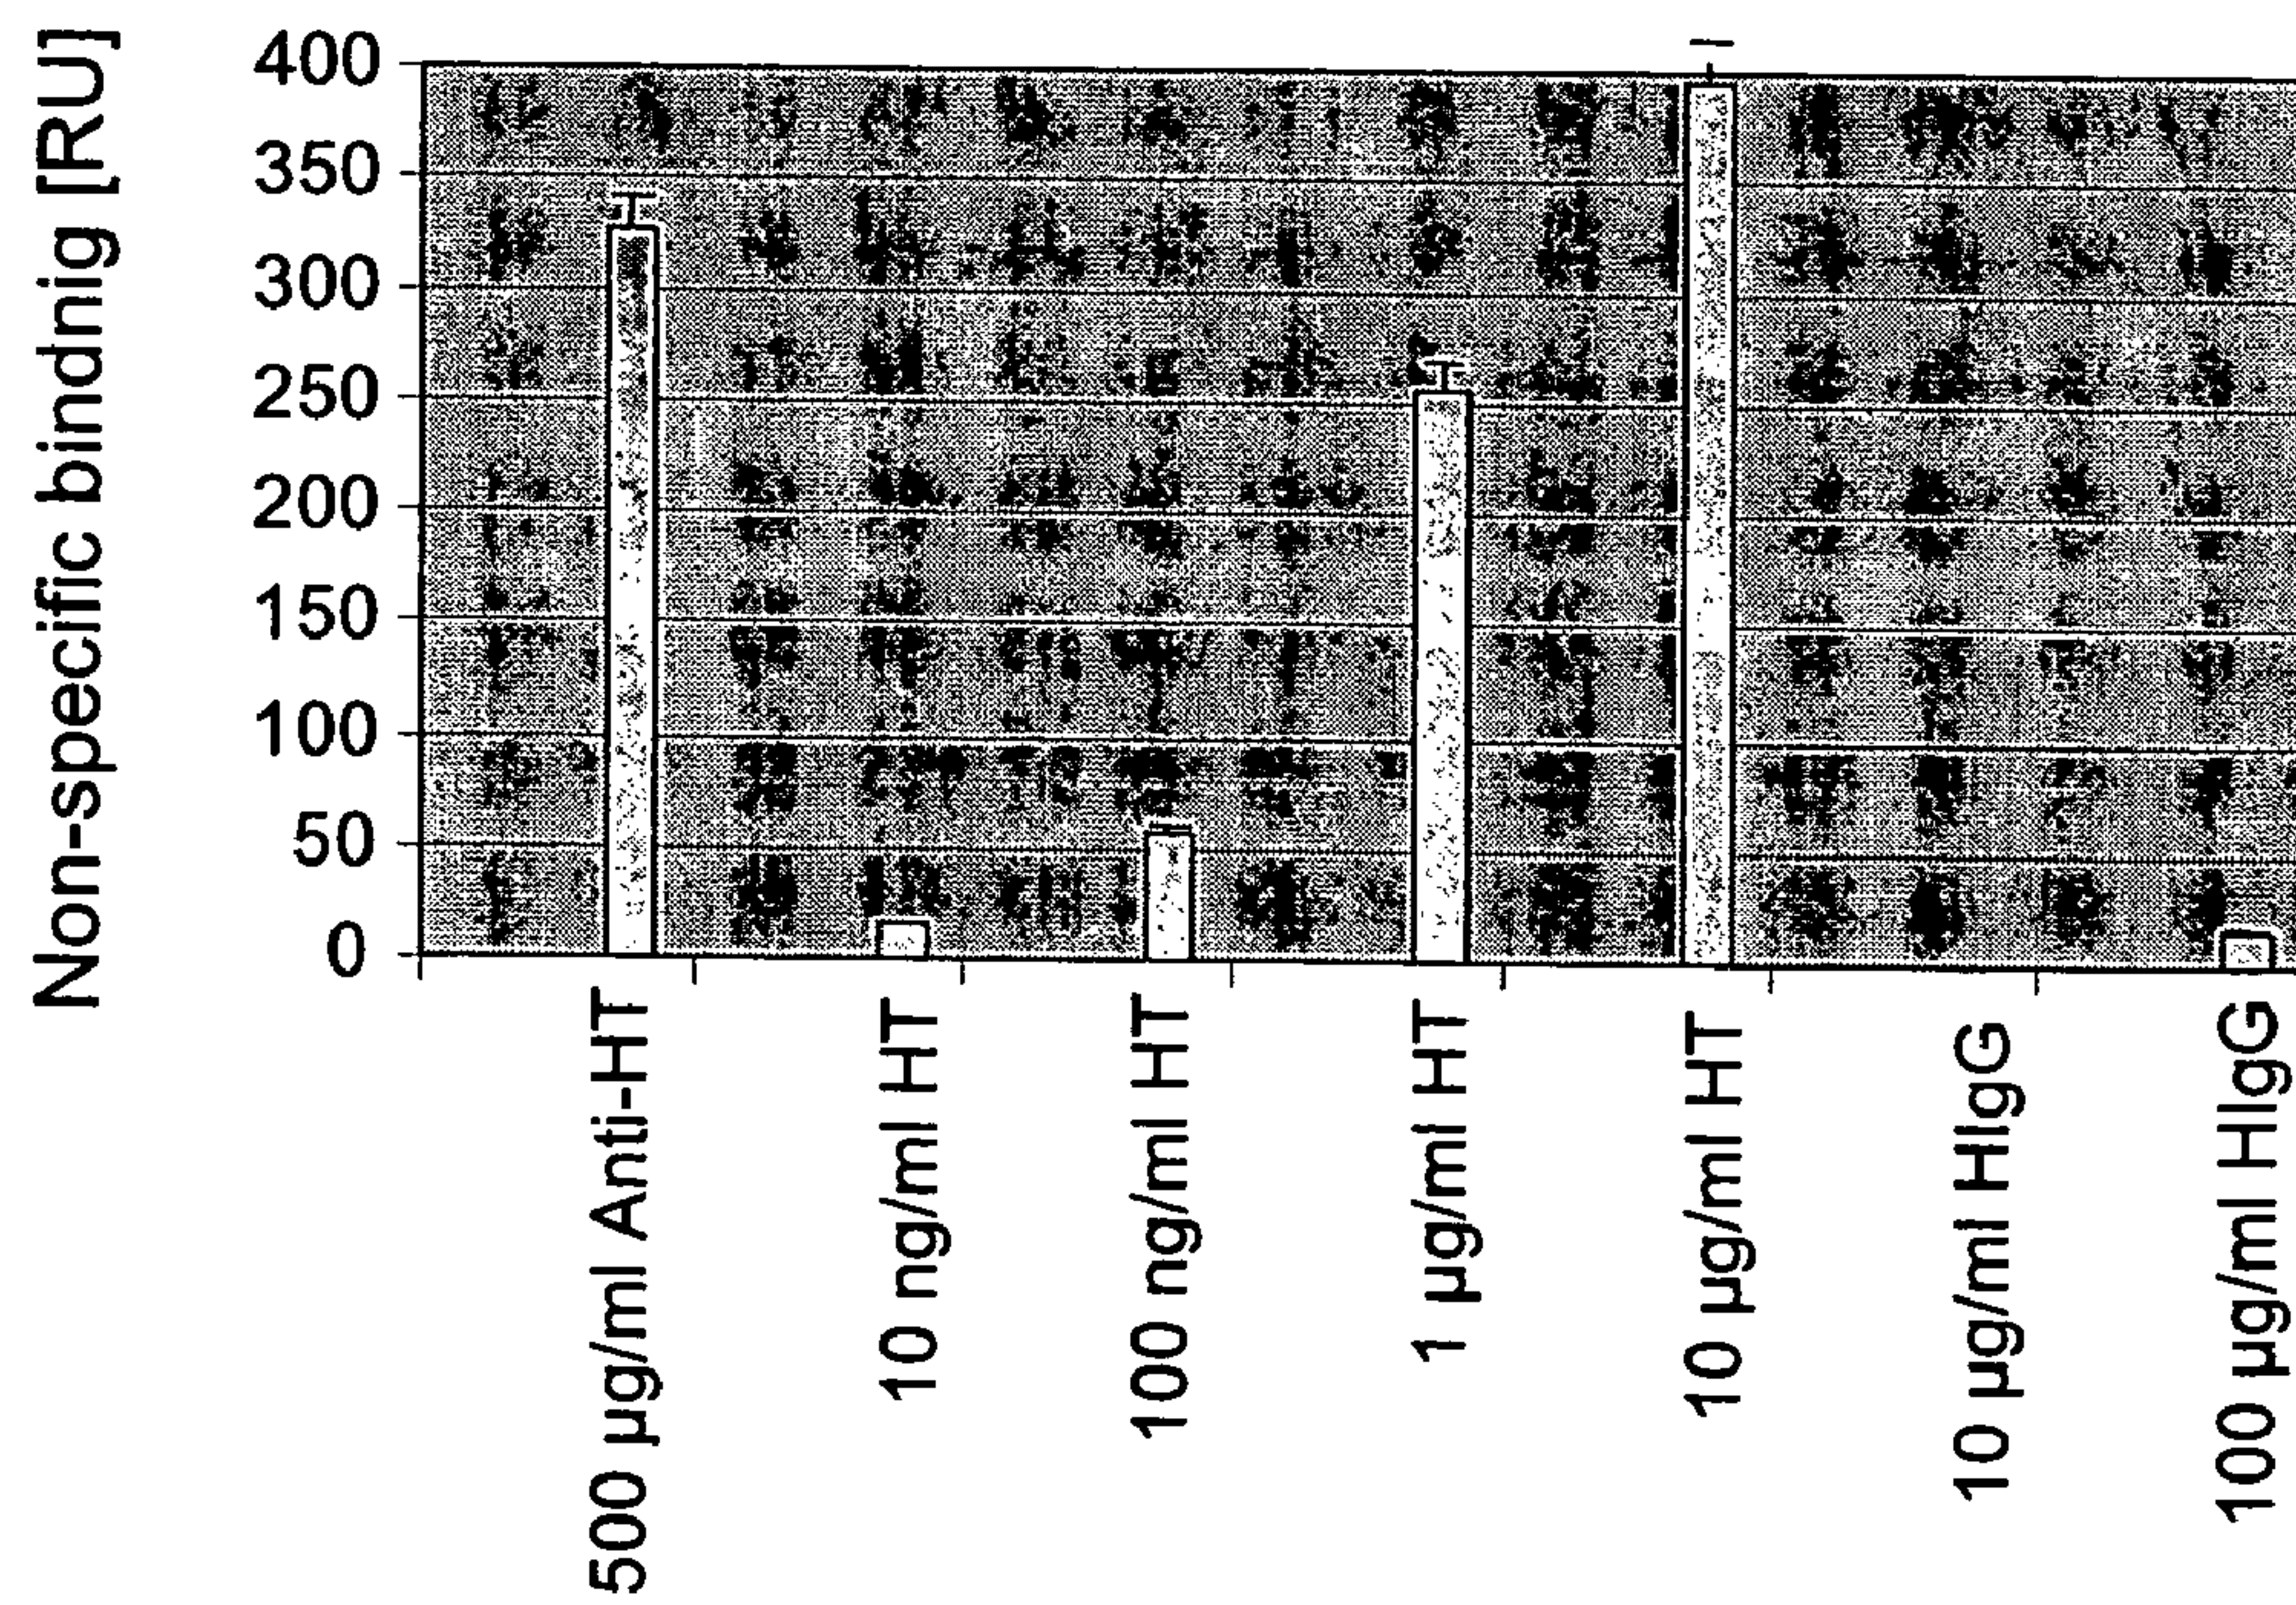 Non-specific bindnig [RU]
400
350
300
250
200
150
100
50
0
500 µg/ml Anti-HT
10 ng/ml HT
100 ng/ml HT
1 µg/ml HT
10 µg/ml HT
10 µg/ml HIgG
100 µg/ml HIgG